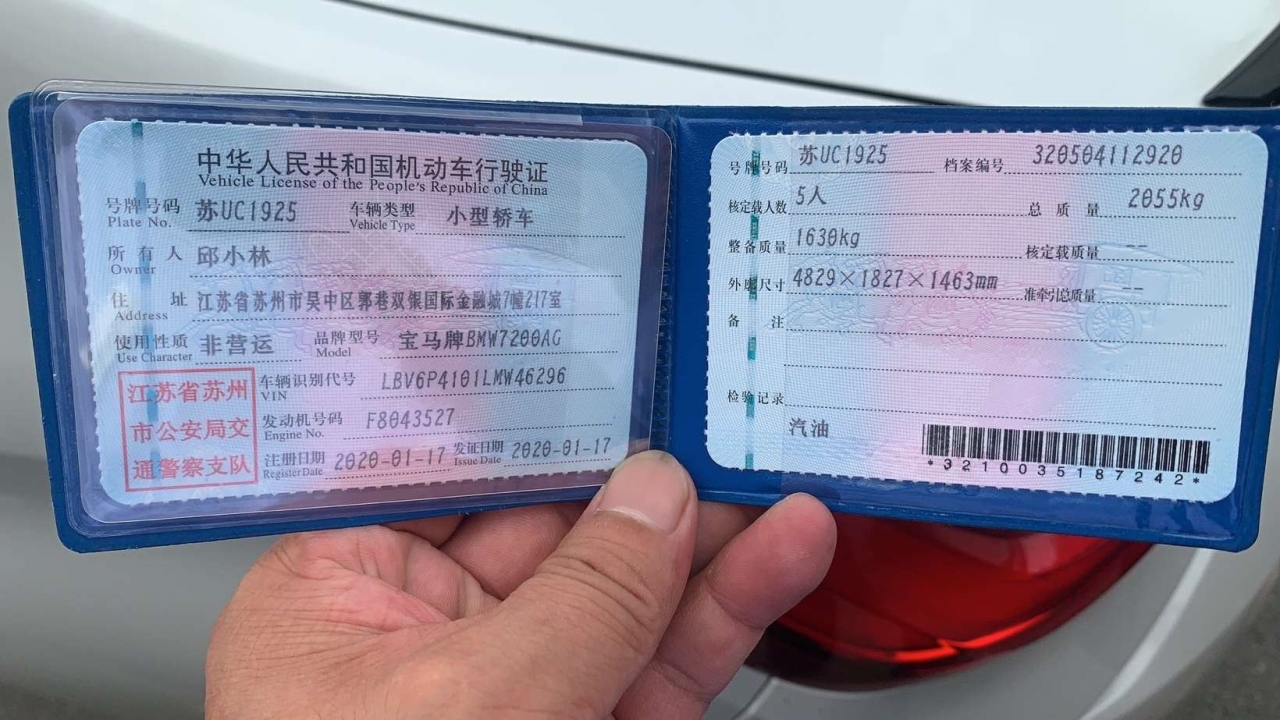 中华人民共和国机动车行驶证
Vehicle License of the People's Republic of China
号牌号码 苏UC1925 车辆类型 小型轿车
Plate No. Vehicle Type
所有人 邱小林
Owner
住址 江苏省苏州市吴中区郭巷双银国际金融城7幢217室
Address
使用性质 非营运 品牌型号 宝马牌BMW7200AG
Use Character Model
江苏省苏州
市公安局交
通警察支队
车辆识别代号 LBV6P4101LMW46296
VIN
发动机号码 F8043527
Engine No.
注册日期 2020-01-17 发证日期 2020-01-17
Register Date Issue Date
号牌号码 苏UC1925 档案编号 320504112920
核定载人数 5人 总质量 2055kg
整备质量 1630kg 核定载质量 --
外廓尺寸 4829×1827×1463mm 准牵引总质量 --
备注
检验记录
汽油
*3210035187242*